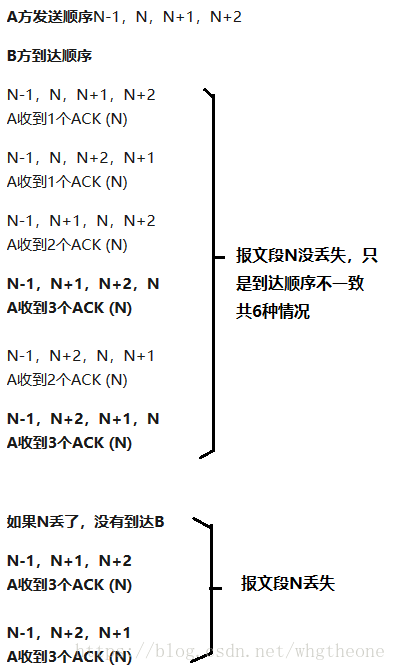 A方发送顺序N-1，N，N+1，N+2
B方到达顺序
N-1，N，N+1，N+2
A收到1个ACK (N)
N-1，N，N+2，N+1
A收到1个ACK (N)
N-1，N+1，N，N+2
A收到2个ACK (N)
N-1，N+1，N+2，N
A收到3个ACK (N)
N-1，N+2，N，N+1
A收到2个ACK (N)
N-1，N+2，N+1，N
A收到3个ACK (N)
报文段N没丢失，只
是到达顺序不一致
共6种情况
如果N丢了，没有到达B
N-1，N+1，N+2
A收到3个ACK (N)
N-1，N+2，N+1
A收到3个ACK (N)
报文段N丢失
https://blog.csdn.net/whgtheone